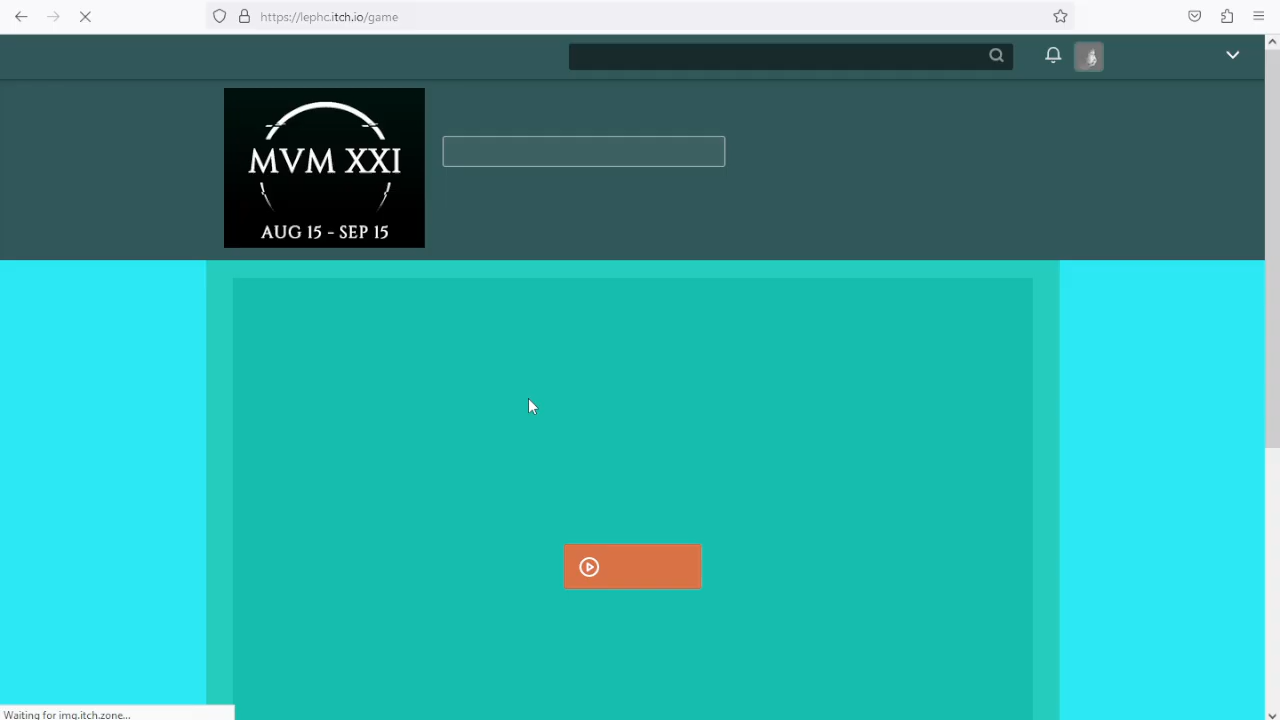 https://lephc.itch.io/game
MVM XXI
AUG 15 - SEP 15
Waiting for img.itch.zone...